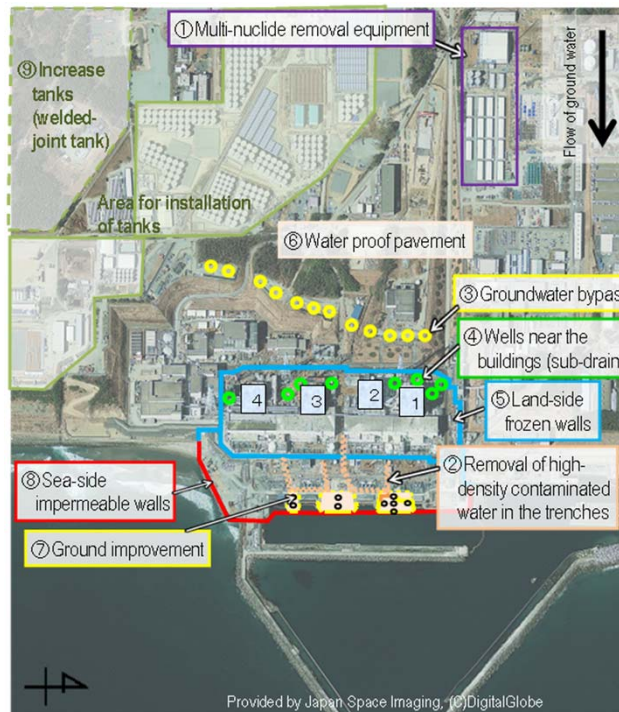 ①Multi-nuclide removal equipment
Flow of ground water
⑨Increase
tanks
(welded-
joint tank)
Area for installation
of tanks
⑥Water proof pavement
③Groundwater bypas
④Wells near the
buildings (sub-drain
4
3
2
1
⑤Land-side
frozen walls
②Removal of high-
density contaminated
water in the trenches
⑧Sea-side
impermeable walls
⑦Ground improvement
Provided by Japan Space Imaging, (C)DigitalGlobe